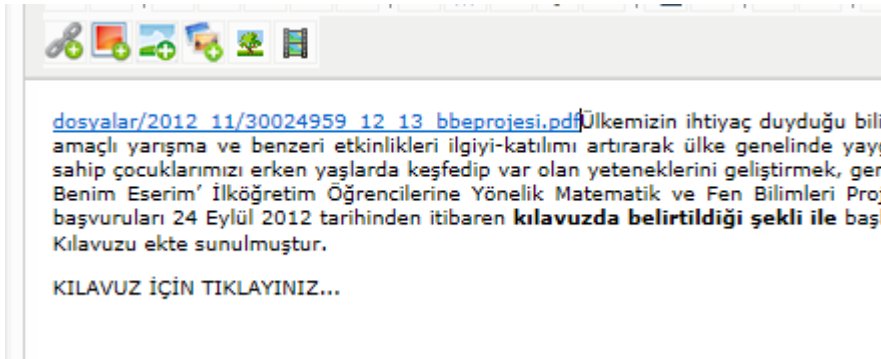 dosyalar/2012_11/30024959_12_13_bbeprojesi.pdfÜlkemizin ihtiyaç duyduğu bili
amaçlı yarışma ve benzeri etkinlikleri ilgiyi-katılımı artırarak ülke genelinde yayg
sahip çocuklarımızı erken yaşlarda keşfedip var olan yeteneklerini geliştirmek, ger
Benim Eserim’ İlköğretim Öğrencilerine Yönelik Matematik ve Fen Bilimleri Proj
başvuruları 24 Eylül 2012 tarihinden itibaren kılavuzda belirtildiği şekli ile başl
Kılavuzu ekte sunulmuştur.
KILAVUZ İÇİN TIKLAYINIZ...